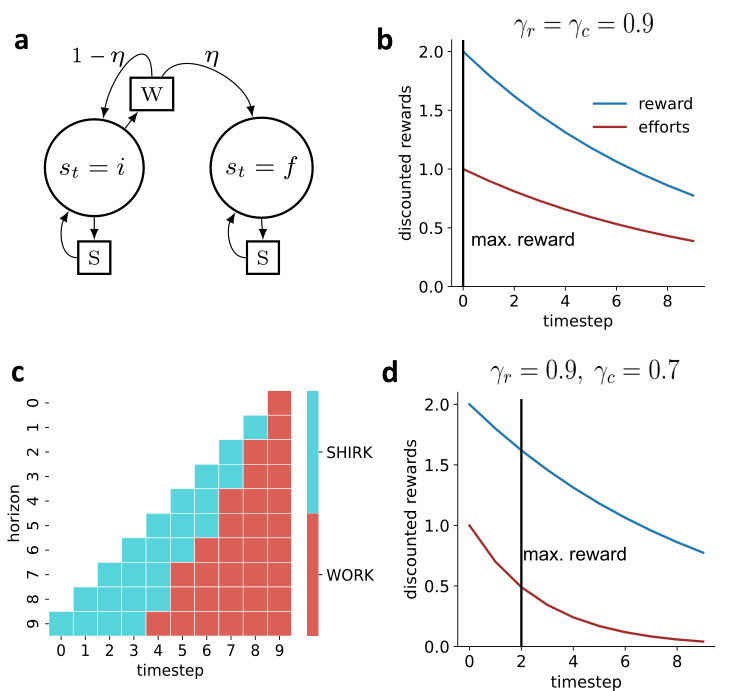 a
1 − η
η
W
s_t = i
s_t = f
S
S
b
γ_r = γ_c = 0.9
discounted rewards
2.0
1.5
1.0
0.5
0.0
reward
efforts
max. reward
0 2 4 6 8
timestep
c
horizon
0
1
2
3
4
5
6
7
8
9
0 1 2 3 4 5 6 7 8 9
timestep
SHIRK
WORK
d
γ_r = 0.9, γ_c = 0.7
discounted rewards
2.0
1.5
1.0
0.5
0.0
max. reward
0 2 4 6 8
timestep